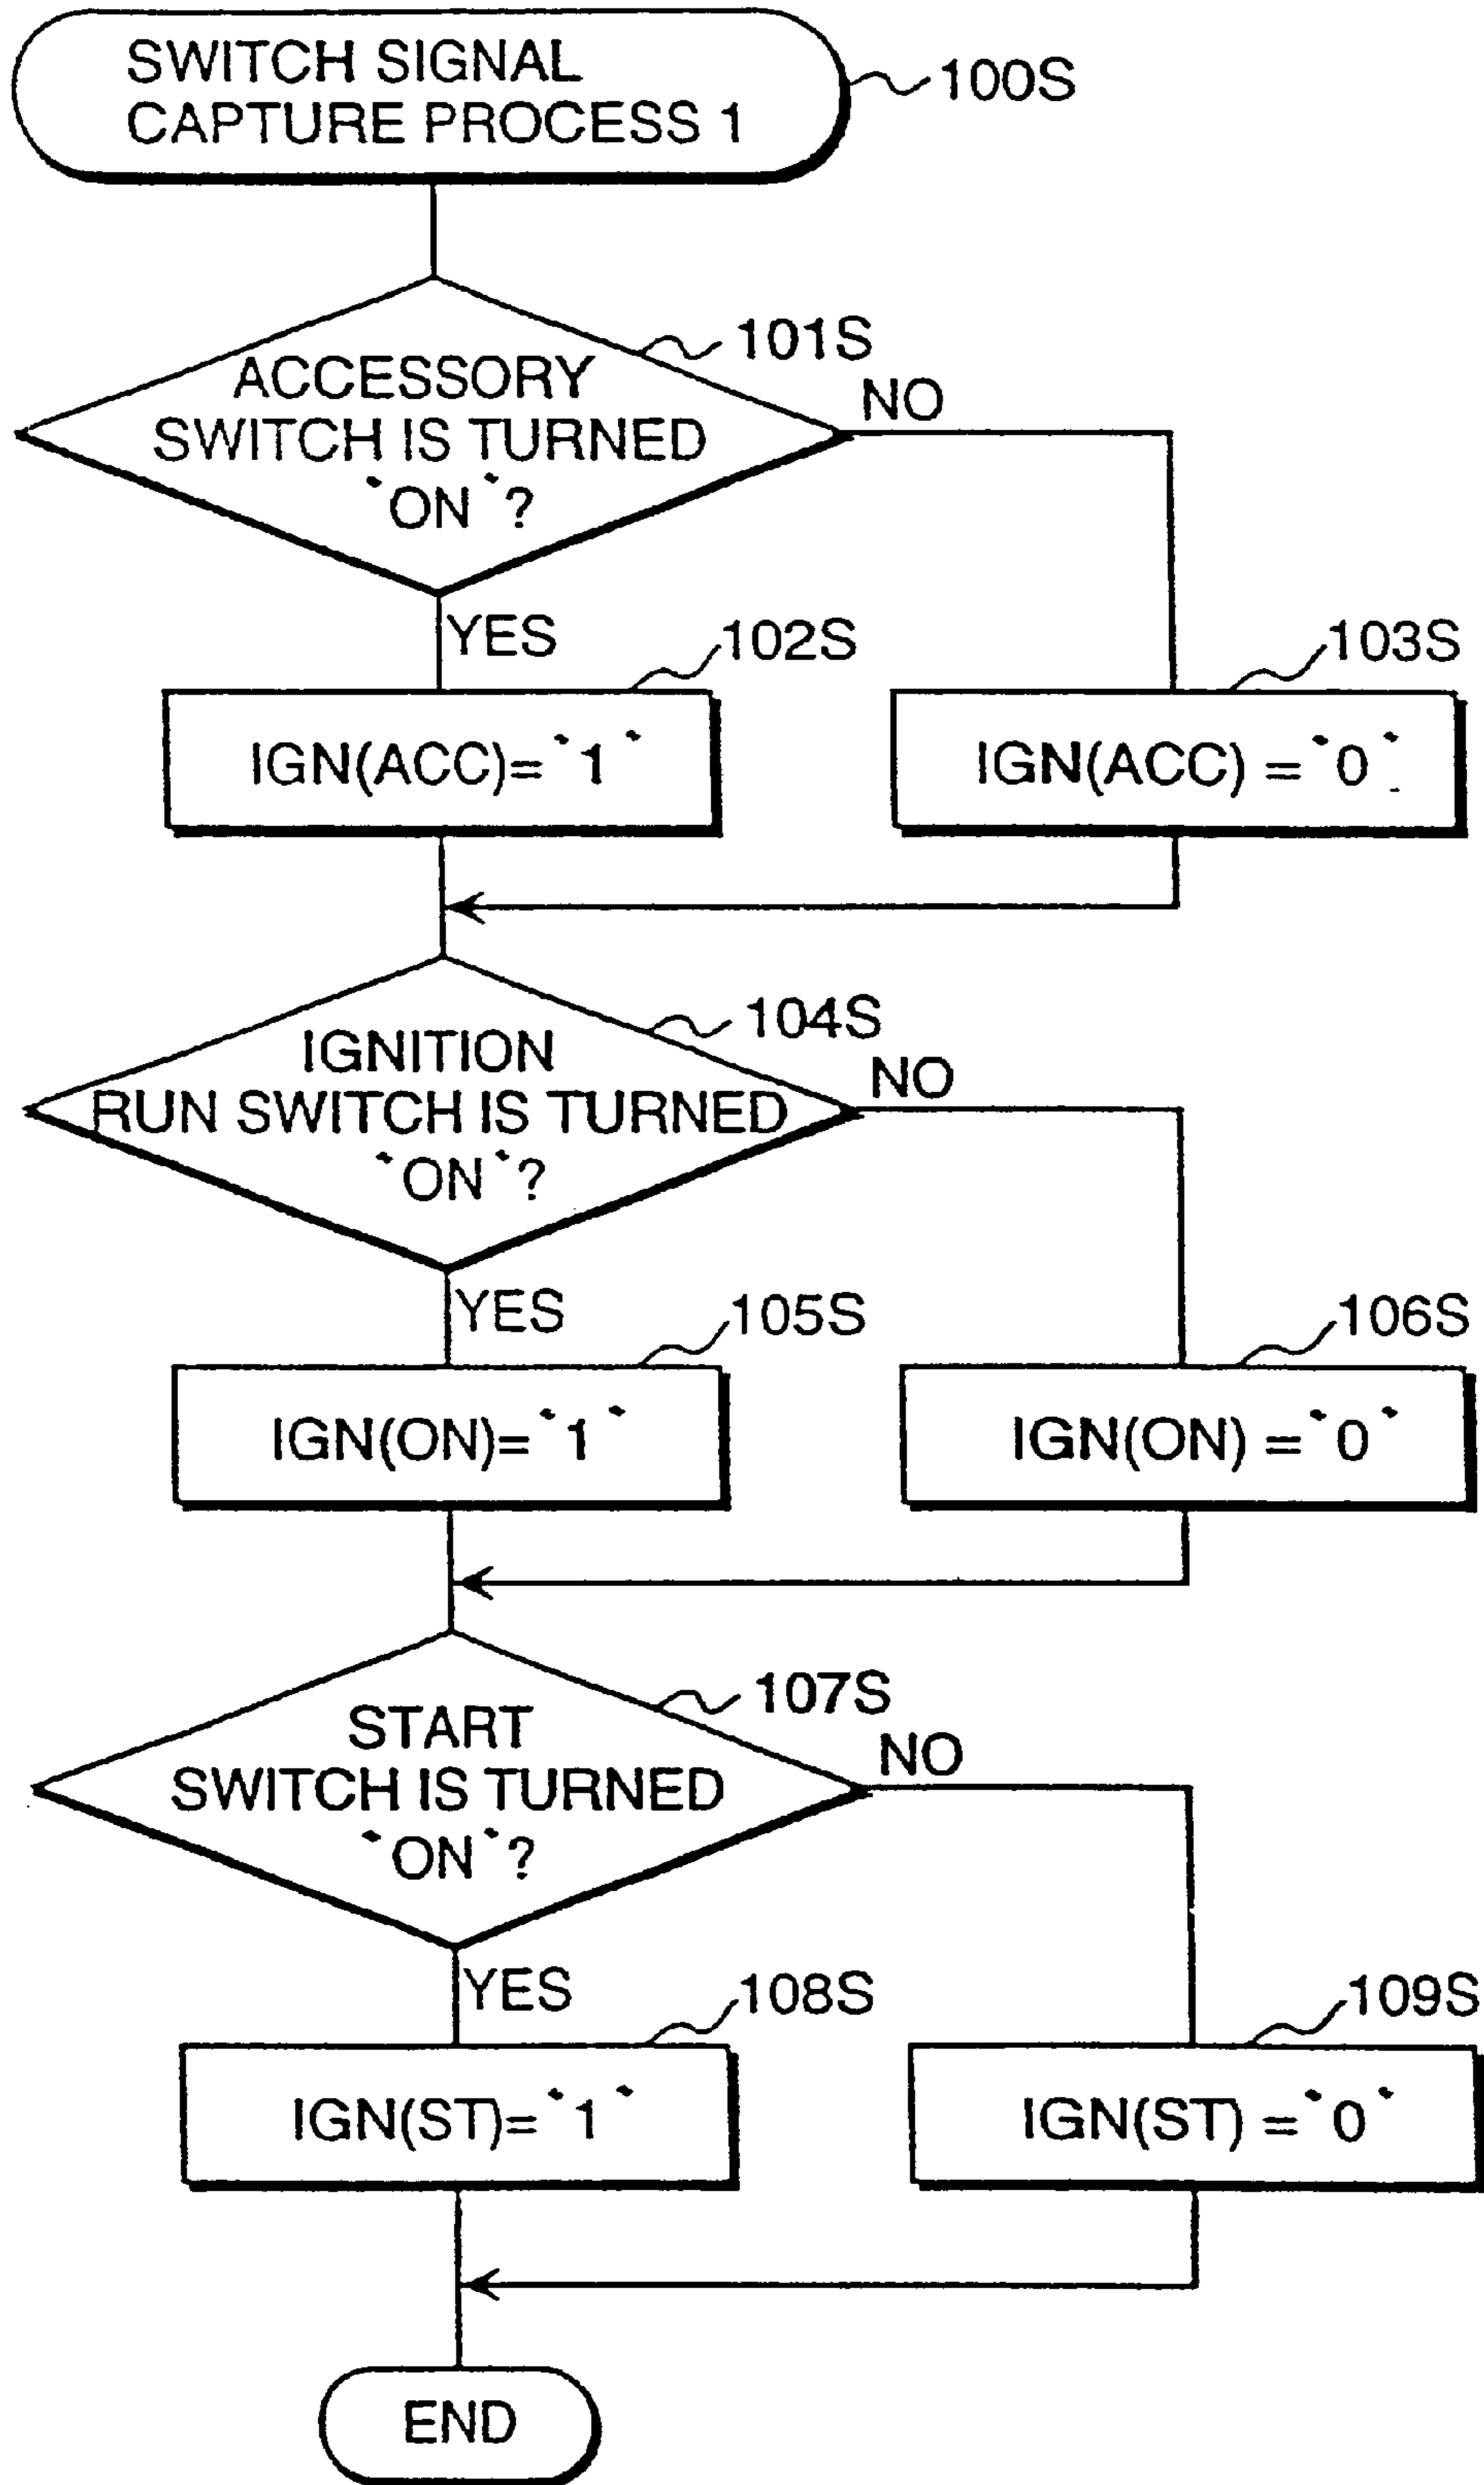 SWITCH SIGNAL
CAPTURE PROCESS 1
100S
101S
ACCESSORY
SWITCH IS TURNED
`ON`?
NO
YES
102S
103S
IGN(ACC)=`1`
IGN(ACC) =`0`
104S
IGNITION
RUN SWITCH IS TURNED
`ON`?
NO
YES
105S
106S
IGN(ON)=`1`
IGN(ON) =`0`
107S
START
SWITCH IS TURNED
`ON`?
NO
YES
108S
109S
IGN(ST)=`1`
IGN(ST) =`0`
END